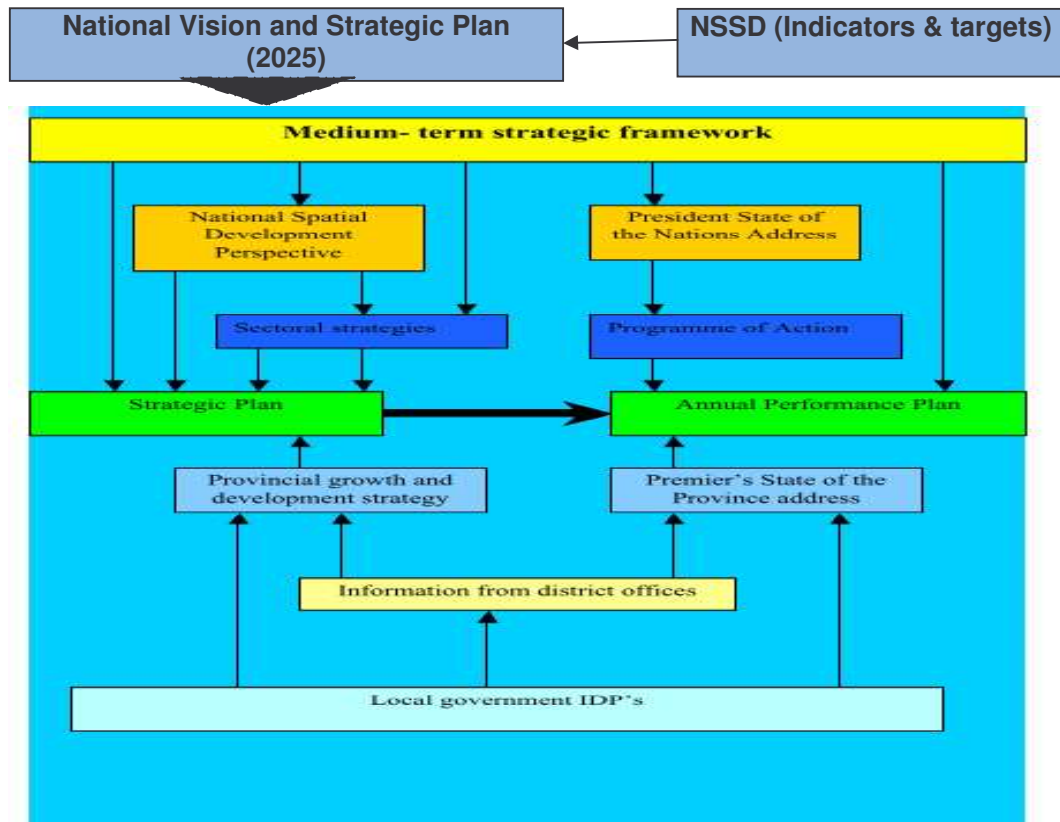 National Vision and Strategic Plan
(2025)
NSSD (Indicators & targets)
Medium- term strategic framework
National Spatial
Development
Perspective
President State of
the Nations Address
Sectoral strategies
Programme of Action
Strategic Plan
Annual Performance Plan
Provincial growth and
development strategy
Premier's State of the
Province address
Information from district offices
Local government IDP's